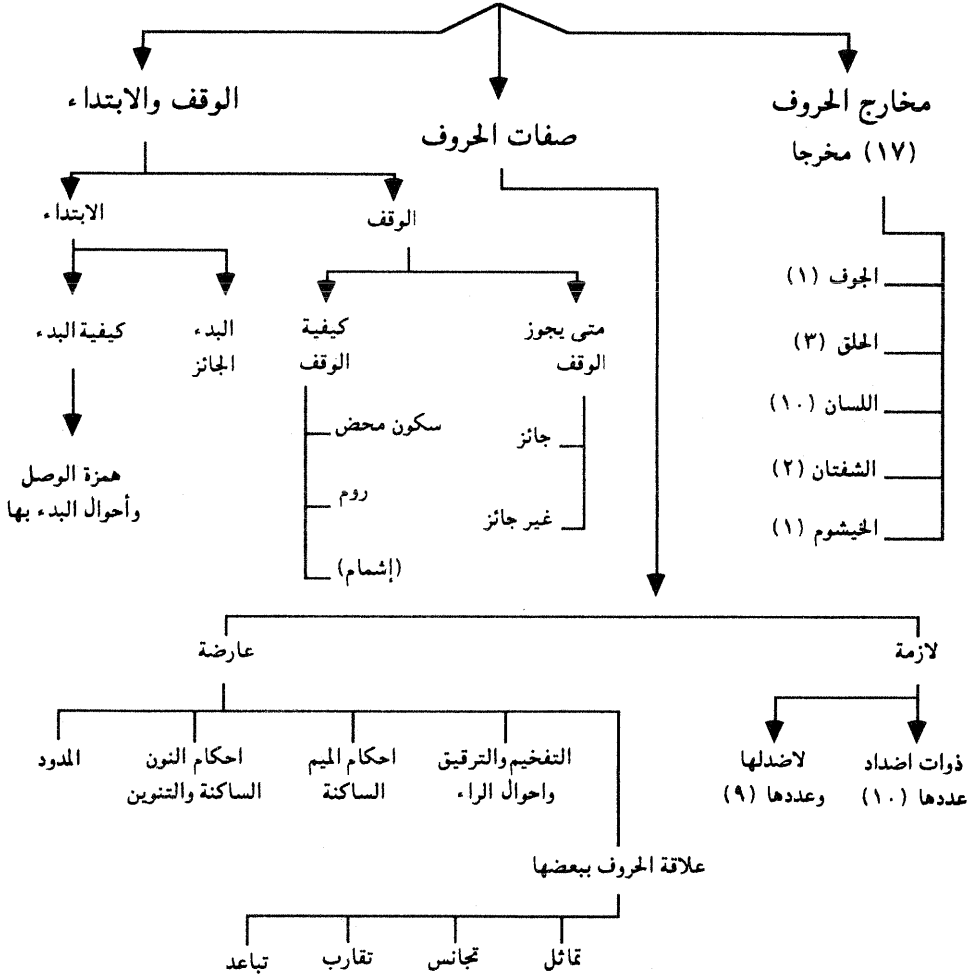 مخارج الحروف
(١٧) مخرجا
الجوف (١)
الحلق (٣)
اللسان (١٠)
الشفتان (٢)
الخيشوم (١)
صفات الحروف
الوقف والابتداء
الوقف
الابتداء
متى يجوز
الوقف
جائز
غير جائز
كيفية
الوقف
سكون محض
روم
(إشمام)
البدء
الجائز
كيفية البدء
همزة الوصل
وأحوال البدء بها
لازمة
ذوات اضداد
عددها (١٠)
لاضدلها
وعددها (٩)
عارضة
التفخيم والترقيق
واحوال الراء
احكام الميم
الساكنة
احكام النون
الساكنة والتنوين
المدود
علاقة الحروف ببعضها
تماثل
تجانس
تقارب
تباعد